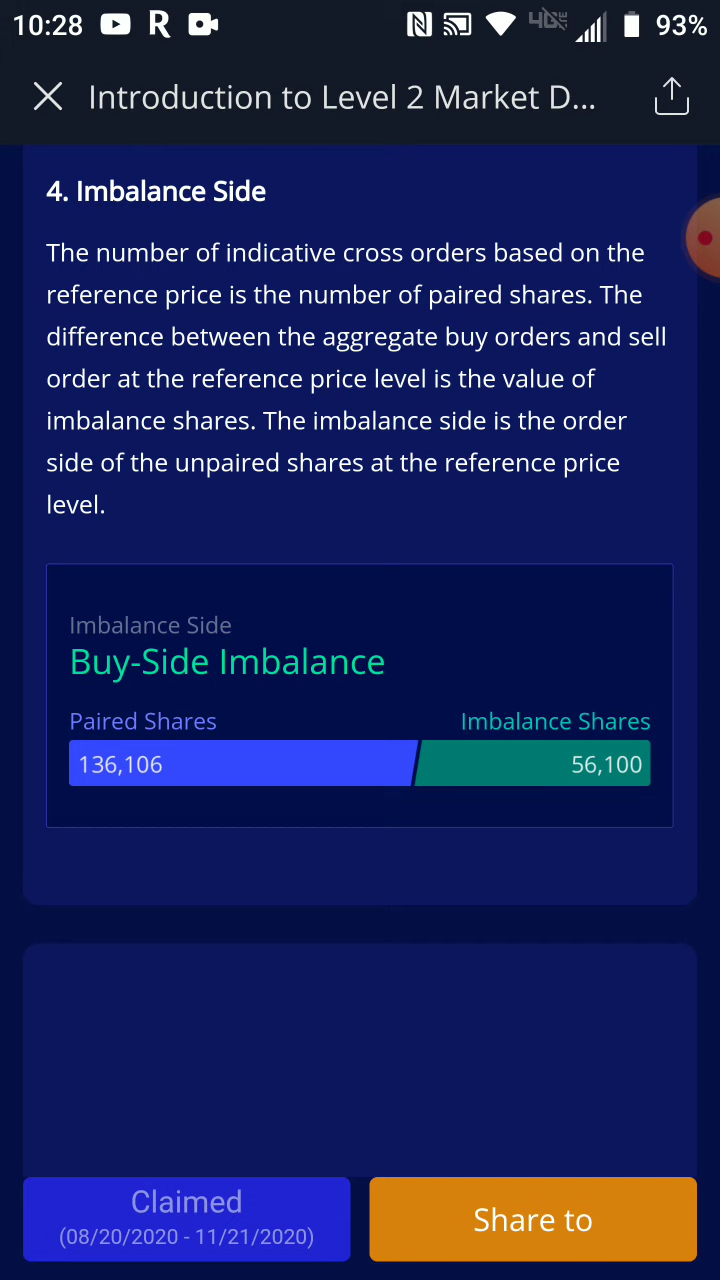 10:28
R
93%
Introduction to Level 2 Market D...
4. Imbalance Side
The number of indicative cross orders based on the
reference price is the number of paired shares. The
difference between the aggregate buy orders and sell
order at the reference price level is the value of
imbalance shares. The imbalance side is the order
side of the unpaired shares at the reference price
level.
Imbalance Side
Buy-Side Imbalance
Paired Shares Imbalance Shares
136,106 56,100
Claimed
(08/20/2020 - 11/21/2020)
Share to